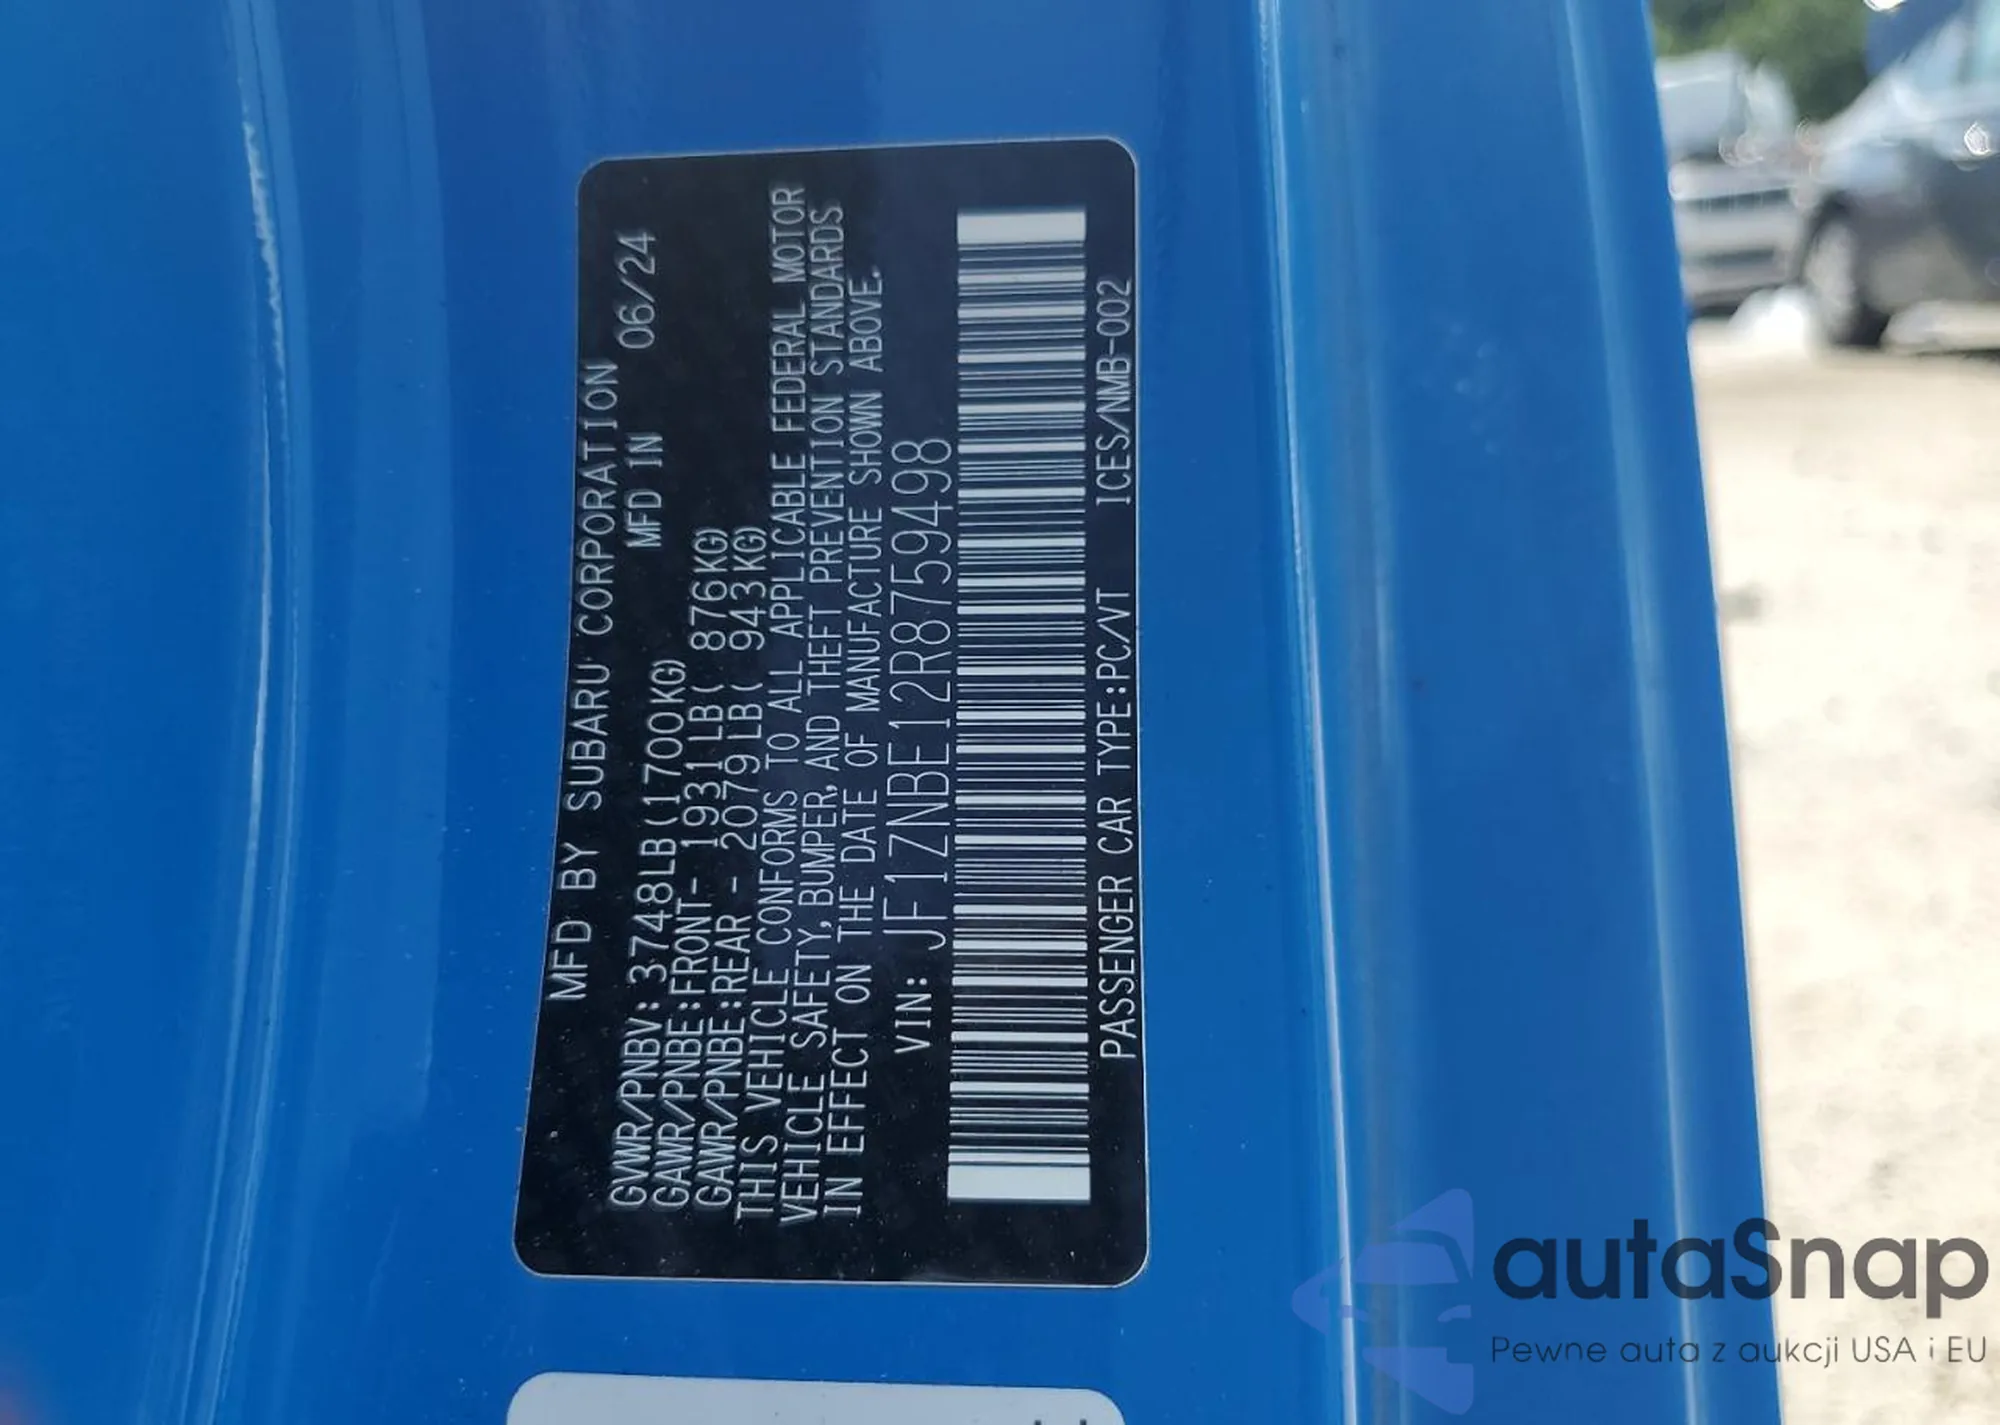 MFD BY SUBARU CORPORATION
MFD IN 06/24
GVWR/PNBV: 3748LB(1700KG)
GAWR/PNBE:FRONT- 1931LB( 876KG)
GAWR/PNBE:REAR - 2079LB( 943KG)
THIS VEHICLE CONFORMS TO ALL APPLICABLE FEDERAL MOTOR
VEHICLE SAFETY, BUMPER, AND THEFT PREVENTION STANDARDS
IN EFFECT ON THE DATE OF MANUFACTURE SHOWN ABOVE.
VIN: JF1ZNBE12R8759498
PASSENGER CAR TYPE:PC/VT ICES/NMB-002
autaSnap
Pewne auta z aukcji USA i EU